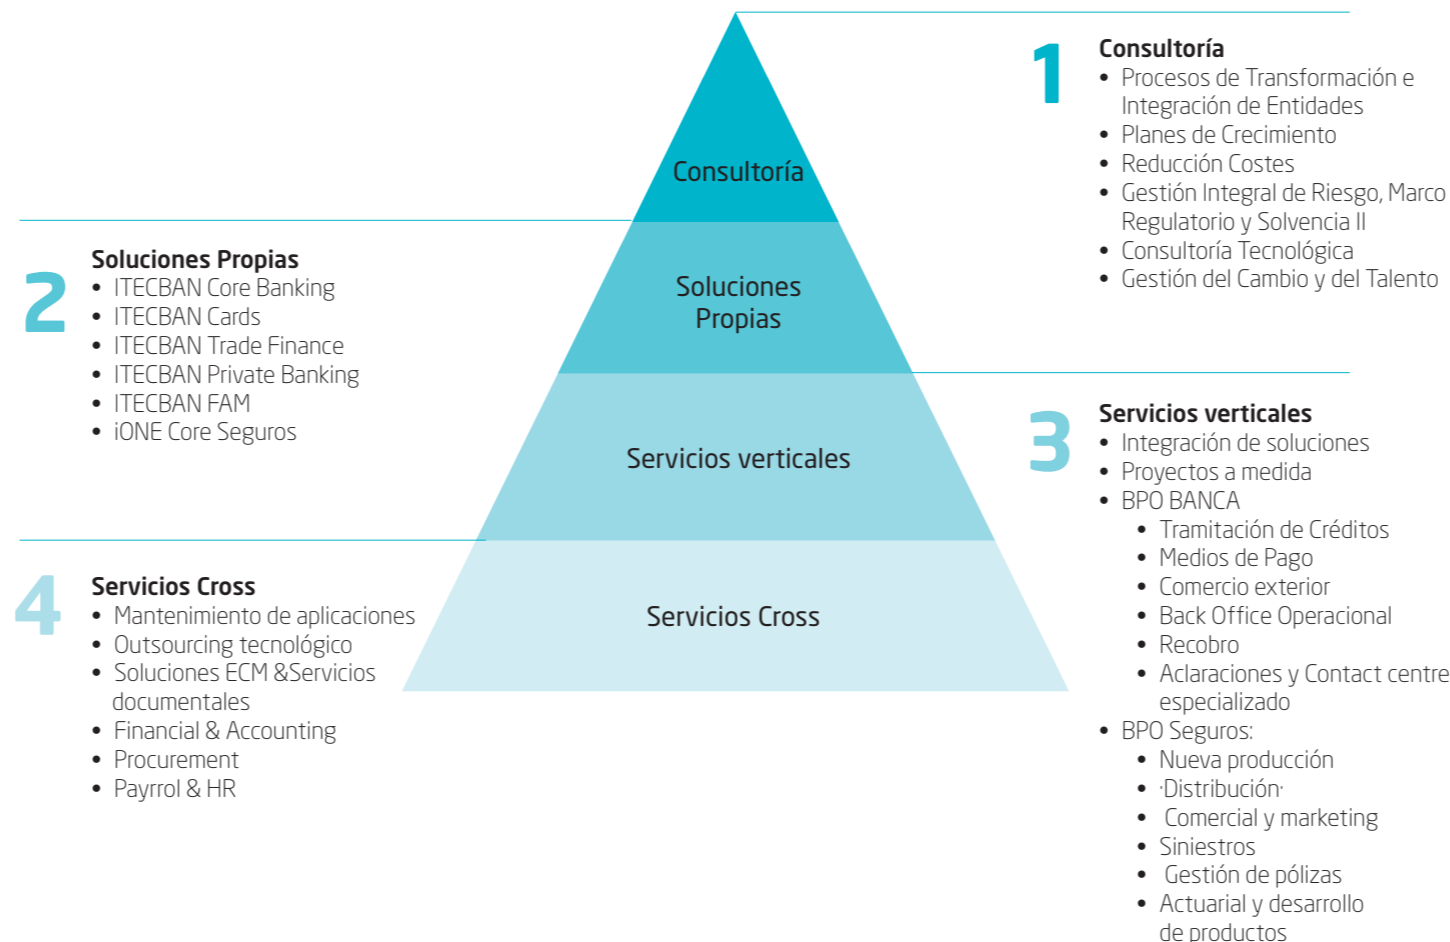 1
Consultoría
• Procesos de Transformación e
Integración de Entidades
• Planes de Crecimiento
• Reducción Costes
• Gestión Integral de Riesgo, Marco
Regulatorio y Solvencia II
• Consultoría Tecnológica
• Gestión del Cambio y del Talento
Consultoría
2
Soluciones Propias
• ITECBAN Core Banking
• ITECBAN Cards
• ITECBAN Trade Finance
• ITECBAN Private Banking
• ITECBAN FAM
• iONE Core Seguros
Soluciones
Propias
3
Servicios verticales
• Integración de soluciones
• Proyectos a medida
• BPO BANCA
• Tramitación de Créditos
• Medios de Pago
• Comercio exterior
• Back Office Operacional
• Recobro
• Aclaraciones y Contact centre
especializado
• BPO Seguros:
• Nueva producción
• ·Distribución·
• Comercial y marketing
• Siniestros
• Gestión de pólizas
• Actuarial y desarrollo
de productos
Servicios verticales
4
Servicios Cross
• Mantenimiento de aplicaciones
• Outsourcing tecnológico
• Soluciones ECM &Servicios
documentales
• Financial & Accounting
• Procurement
• Payrrol & HR
Servicios Cross